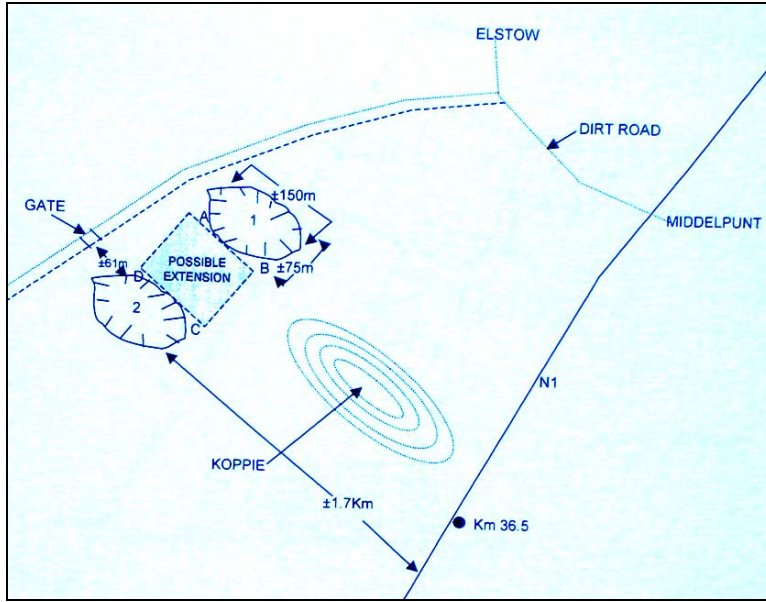 ELSTOW
DIRT ROAD
GATE
±150m
A
1
MIDDELPUNT
±61m
POSSIBLE
EXTENSION
B
±75m
D
2
C
N1
KOPPIE
±1.7Km
Km 36.5